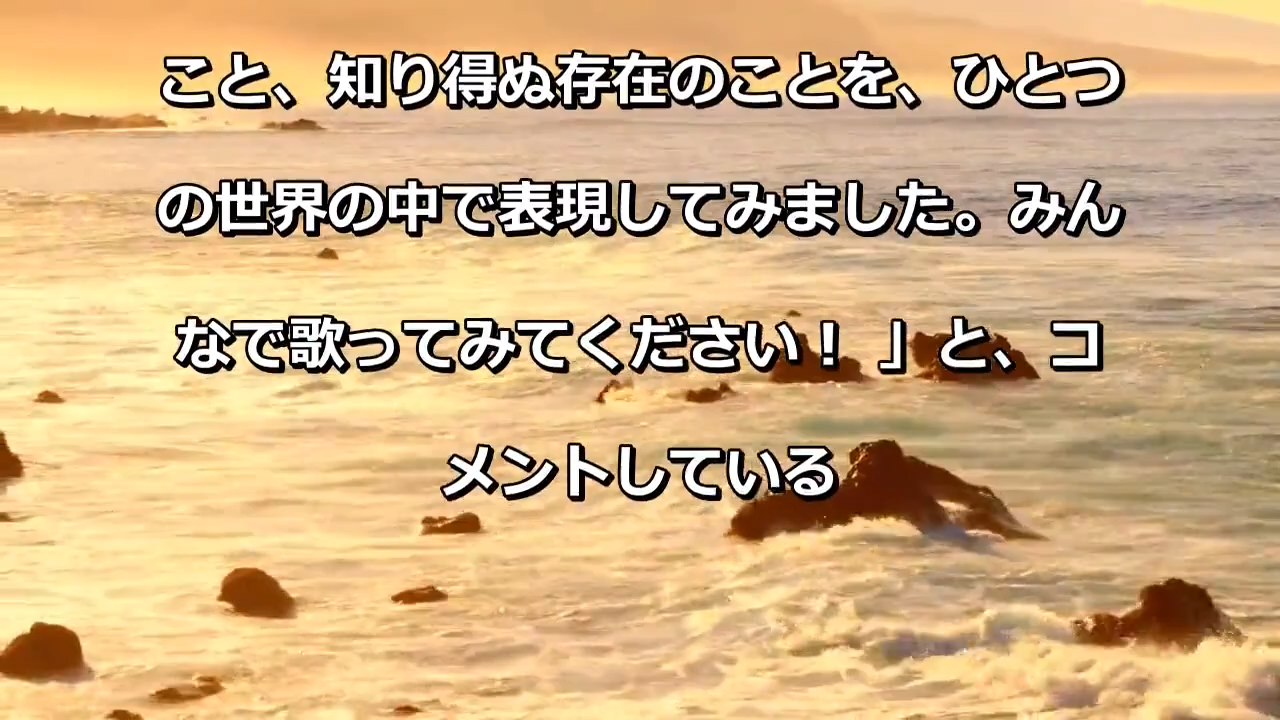 こと、知り得ぬ存在のことを、ひとつ
の世界の中で表現してみました。みん
なで歌ってみてください！」と、コ
メントしている